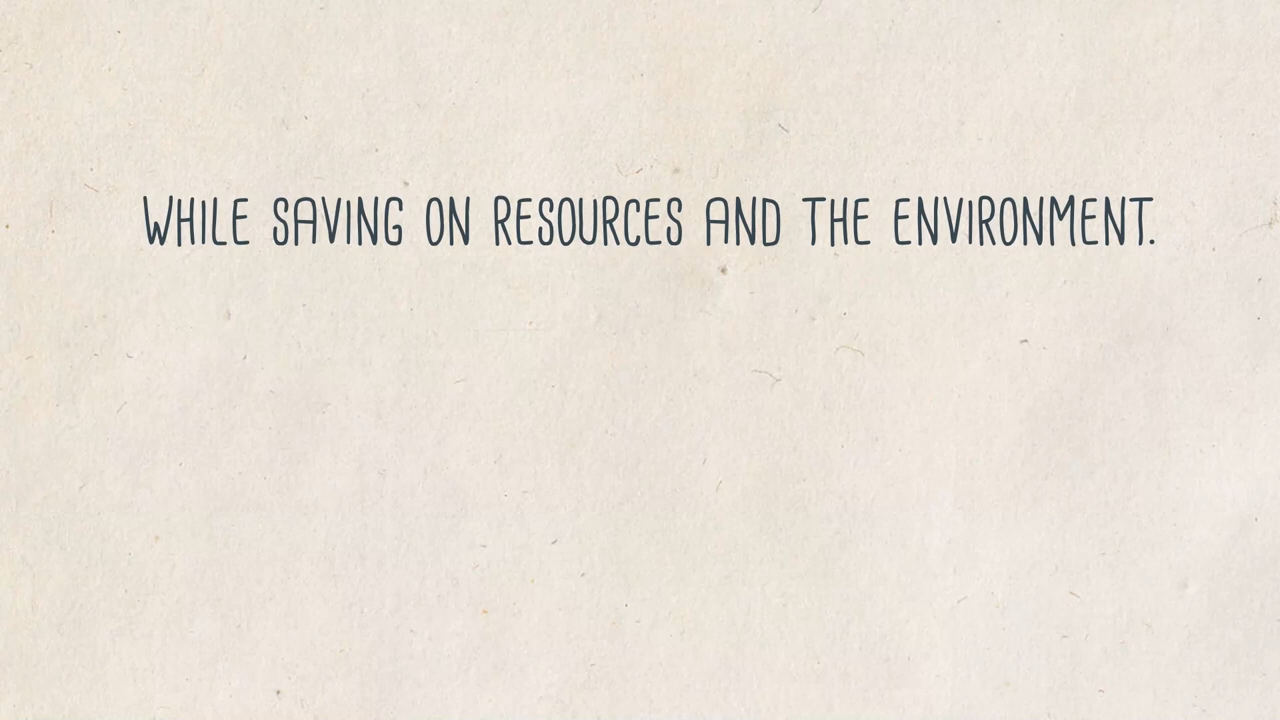 WHILE SAVING ON RESOURCES AND THE ENVIRONMENT.